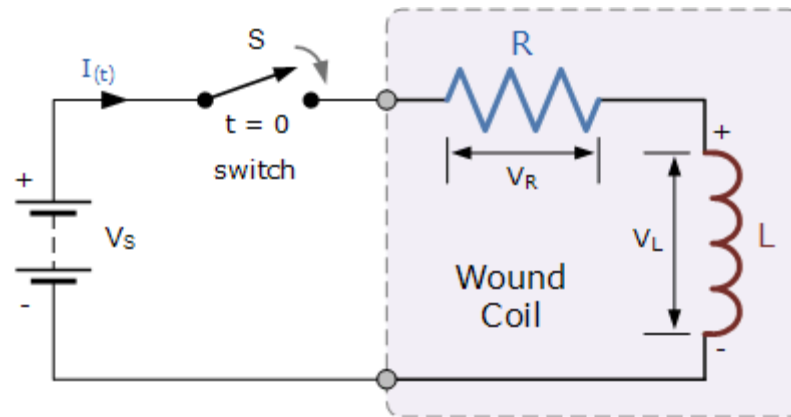 S
R
I(t)
t = 0
switch
+
+
VR
VS
VL
L
Wound
Coil
-
-